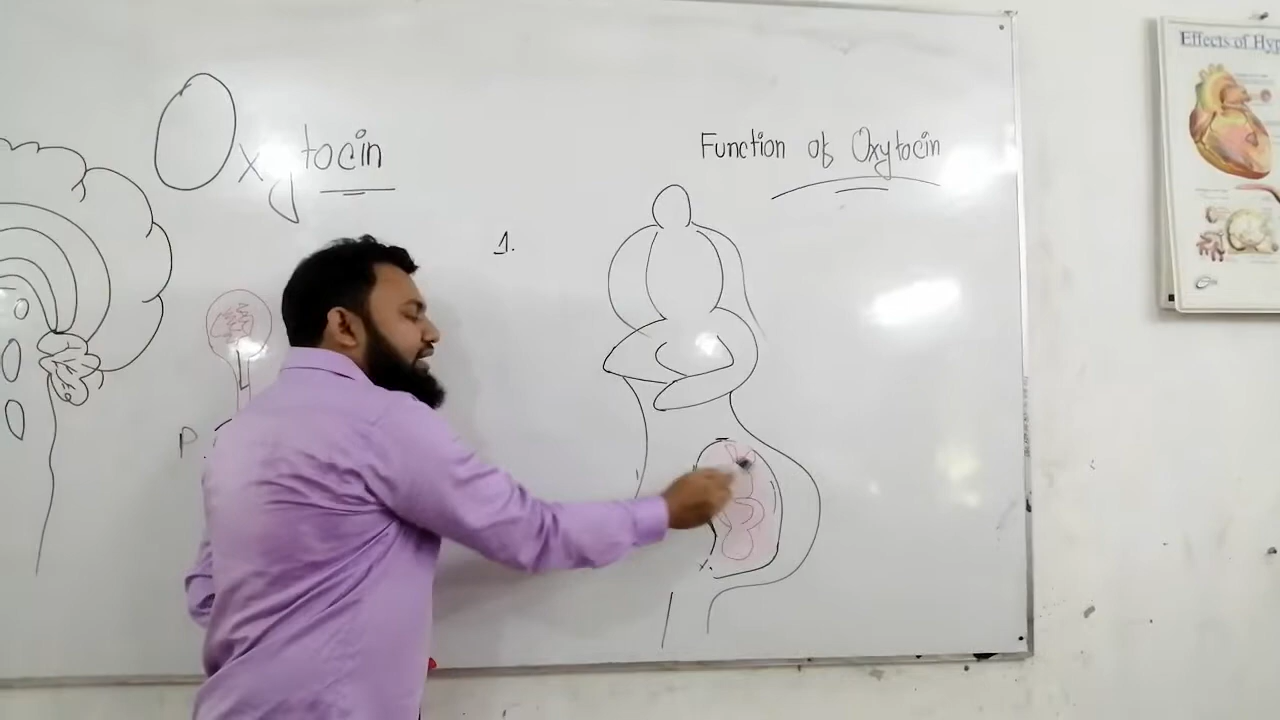 Oxytocin
Function of Oxytocin
1.
P.
Effects of Hyp